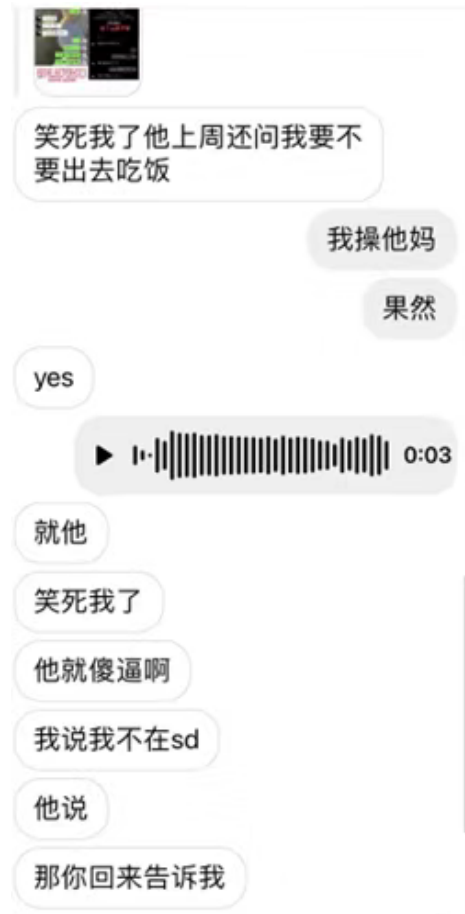 笑死我了他上周还问我要不
要出去吃饭
我操他妈
果然
yes
0:03
就他
笑死我了
他就傻逼啊
我说我不在sd
他说
那你回来告诉我